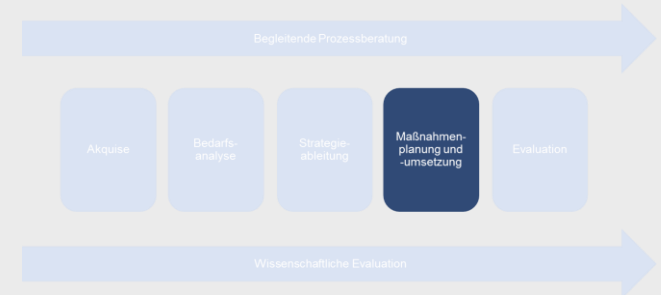 Begleitende Prozessberatung
Akquise
Bedarfs-
analyse
Strategie-
ableitung
Maßnahmen-
planung und
-umsetzung
Evaluation
Wissenschaftliche Evaluation